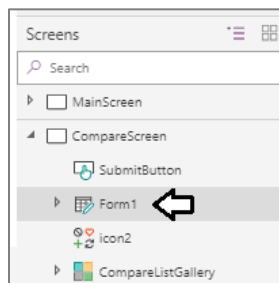 Screens
Search
MainScreen
CompareScreen
SubmitButton
Form1
icon2
CompareListGallery